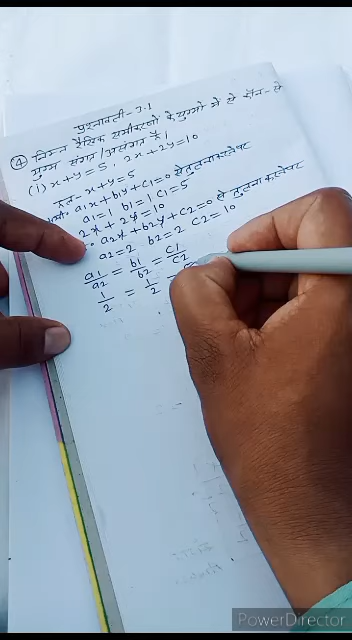 प्रश्नावली-3.1
④ निम्न रैखिक समीकरणों के युग्मों में से कौन-से
युग्म संगत/असंगत हैं।
(i) x+y=5, 2x+2y=10
हल- x+y=5
a1x+b1y+c1=0 से तुलना करने पर
a1=1 b1=1 c1=5
2x+2y=10
a2x+b2y+c2=0 से तुलना करने पर
a2=2 b2=2 c2=10
a1/a2 = b1/b2 = c1/c2
1/2 = 1/2 =
PowerDirector